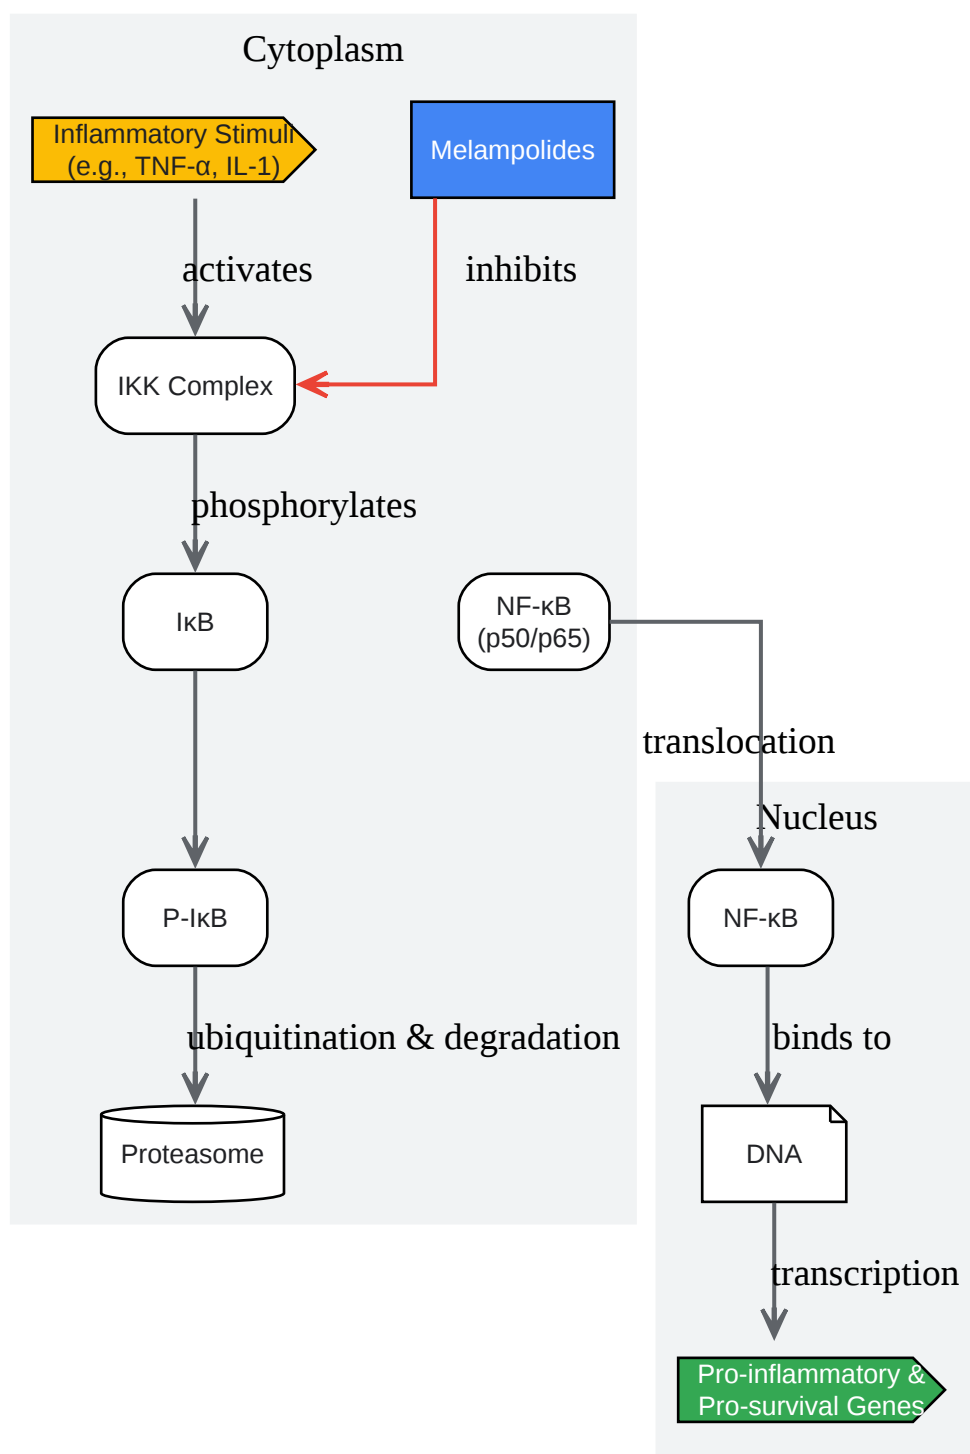 Cytoplasm
Inflammatory Stimuli
(e.g., TNF-α, IL-1)
Melampolides
activates
inhibits
IKK Complex
phosphorylates
IκB
NF-κB
(p50/p65)
translocation
Nucleus
P-IκB
NF-κB
ubiquitination & degradation
binds to
Proteasome
DNA
transcription
Pro-inflammatory &
Pro-survival Genes